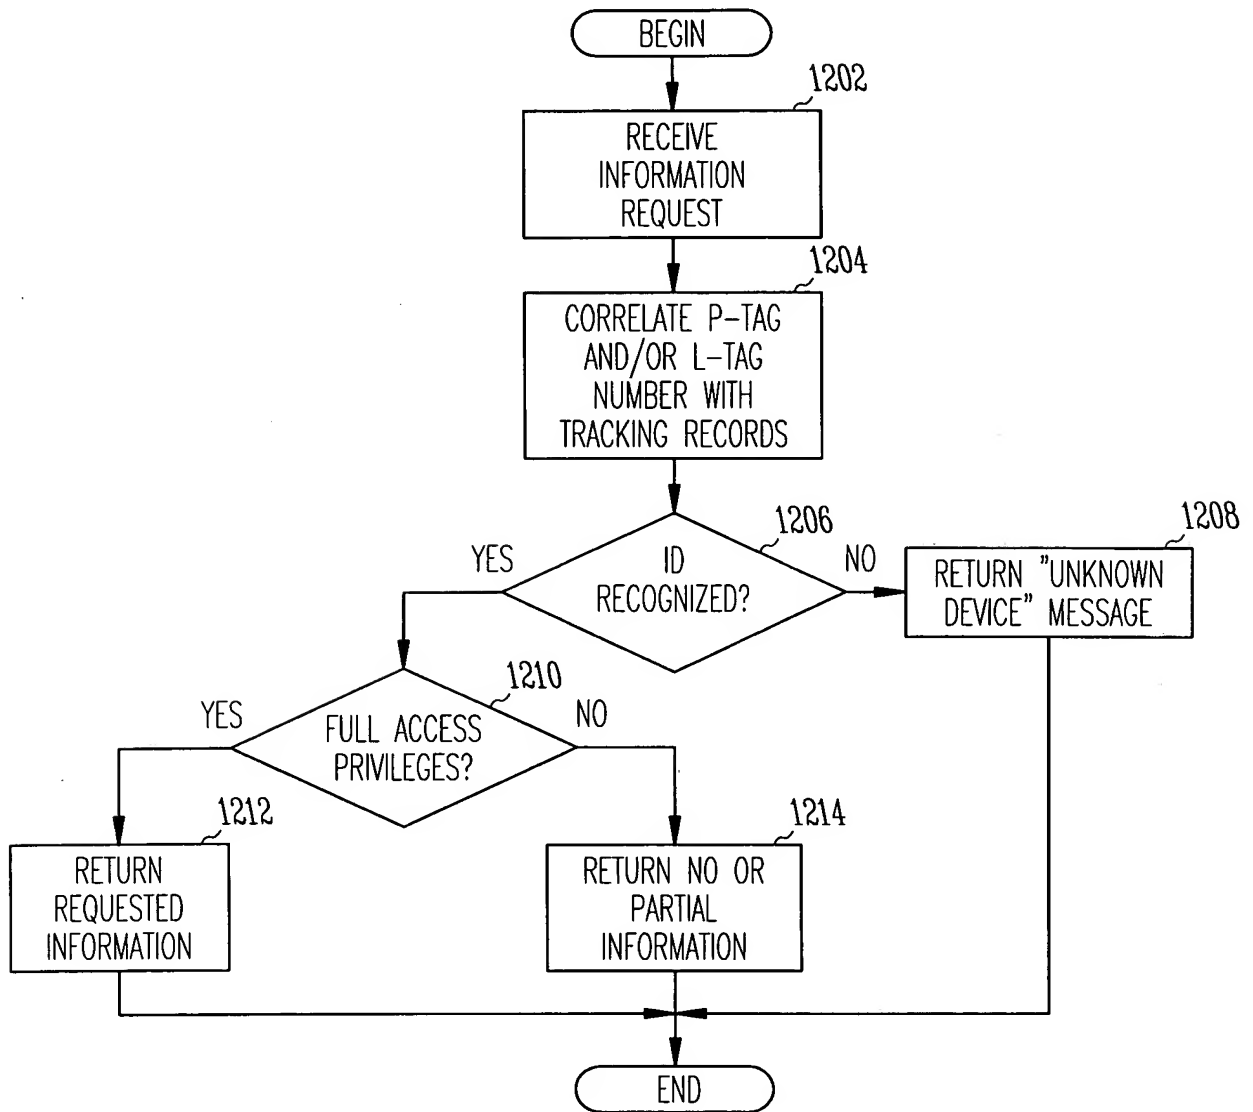 BEGIN
1202
RECEIVE
INFORMATION
REQUEST
1204
CORRELATE P-TAG
AND/OR L-TAG
NUMBER WITH
TRACKING RECORDS
1206
YES
ID
RECOGNIZED?
NO
1208
RETURN "UNKNOWN
DEVICE" MESSAGE
1210
YES
FULL ACCESS
PRIVILEGES?
NO
1212
RETURN
REQUESTED
INFORMATION
1214
RETURN NO OR
PARTIAL
INFORMATION
END